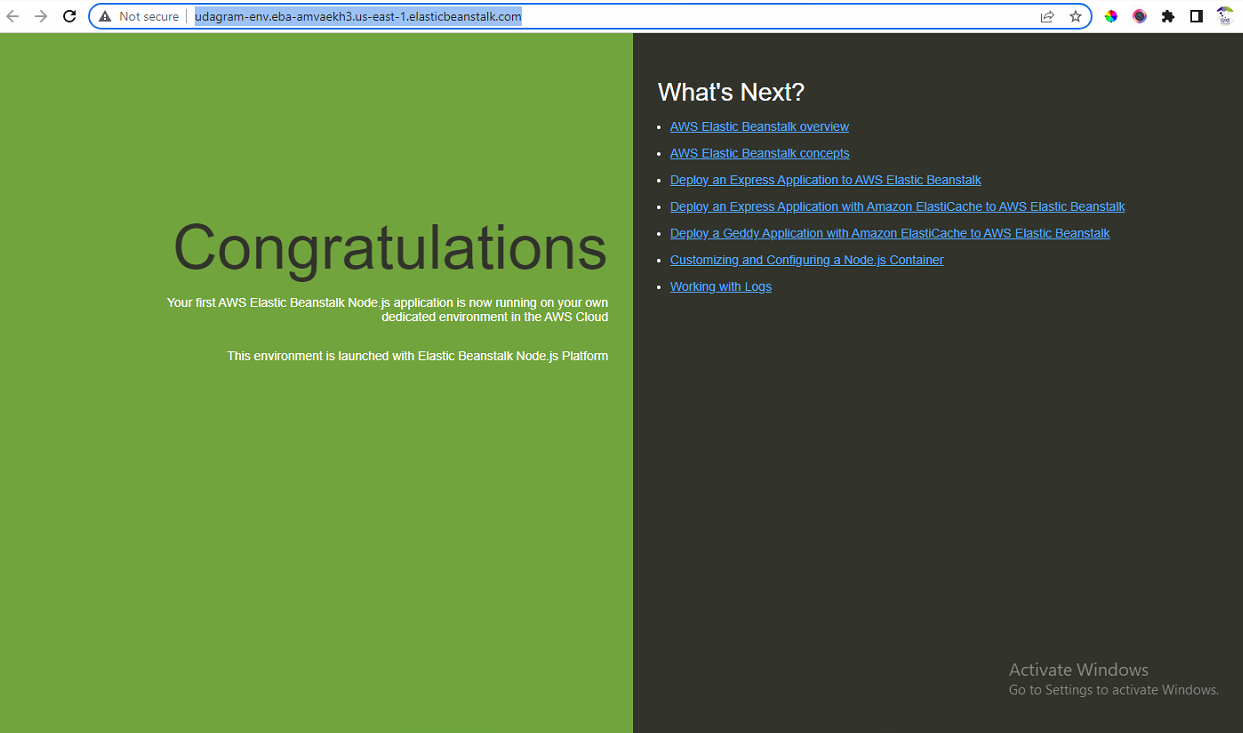 Not secure
udagram-env.eba-amvaekh3.us-east-1.elasticbeanstalk.com
Congratulations
Your first AWS Elastic Beanstalk Node.js application is now running on your own
dedicated environment in the AWS Cloud
This environment is launched with Elastic Beanstalk Node.js Platform
What's Next?
AWS Elastic Beanstalk overview
AWS Elastic Beanstalk concepts
Deploy an Express Application to AWS Elastic Beanstalk
Deploy an Express Application with Amazon ElastiCache to AWS Elastic Beanstalk
Deploy a Geddy Application with Amazon ElastiCache to AWS Elastic Beanstalk
Customizing and Configuring a Node.js Container
Working with Logs
Activate Windows
Go to Settings to activate Windows.